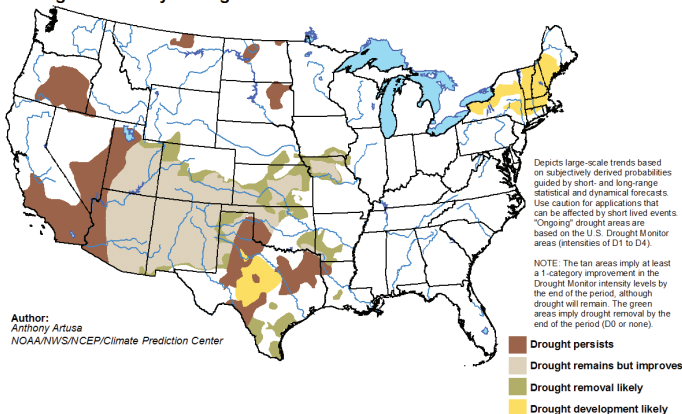 Depicts large-scale trends based
on subjectively derived probabilities
guided by short- and long-range
statistical and dynamical forecasts.
Use caution for applications that
can be affected by short lived events.
"Ongoing" drought areas are
based on the U.S. Drought Monitor
areas (intensities of D1 to D4).
NOTE: The tan areas imply at least
a 1-category improvement in the
Drought Monitor intensity levels by
the end of the period, although
drought will remain. The green
areas imply drought removal by the
end of the period (D0 or none).
Author:
Anthony Artusa
NOAA/NWS/NCEP/Climate Prediction Center
Drought persists
Drought remains but improves
Drought removal likely
Drought development likely